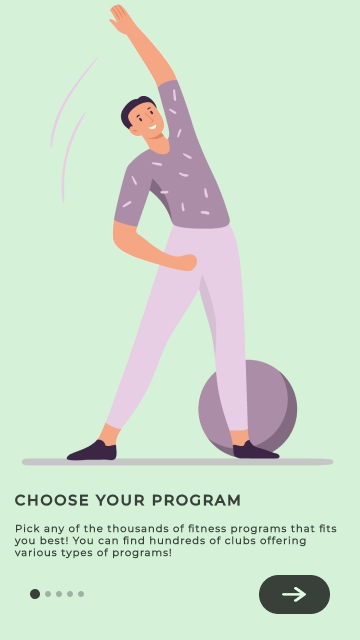 CHOOSE YOUR PROGRAM
Pick any of the thousands of fitness programs that fits
you best! You can find hundreds of clubs offering
various types of programs!